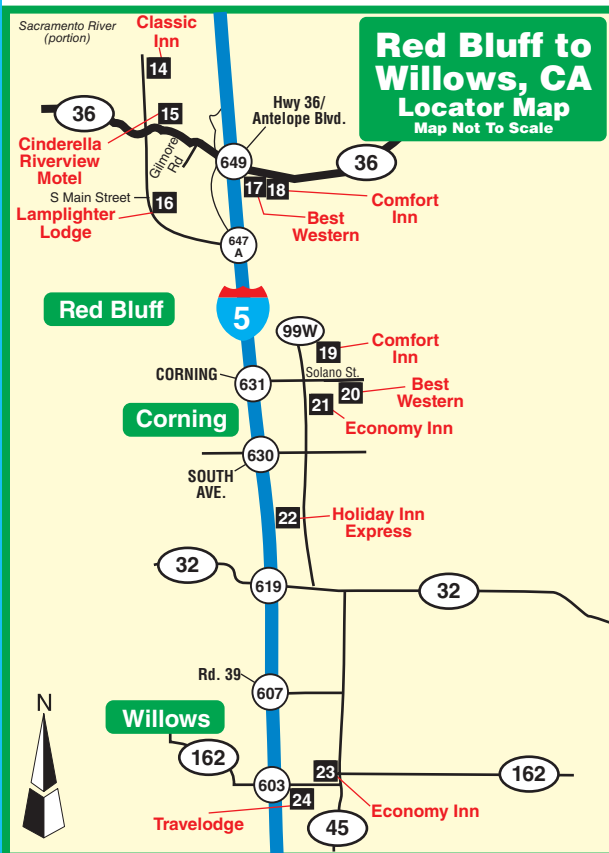 Sacramento River
(portion)
Classic
Inn
14
Red Bluff to
Willows, CA
Locator Map
Map Not To Scale
36
15
Hwy 36/
Antelope Blvd.
Cinderella
Riverview
Motel
Gilmore
Rd
649
36
17
18
S Main Street
16
Lamplighter
Lodge
Comfort
Inn
Best
Western
647
A
Red Bluff
5
99W
19
Comfort
Inn
CORNING
631
Solano St.
20
Best
Western
21
Economy Inn
Corning
630
SOUTH
AVE.
22
Holiday Inn
Express
32
619
32
Rd. 39
607
N
Willows
162
603
23
162
24
Travelodge
Economy Inn
45